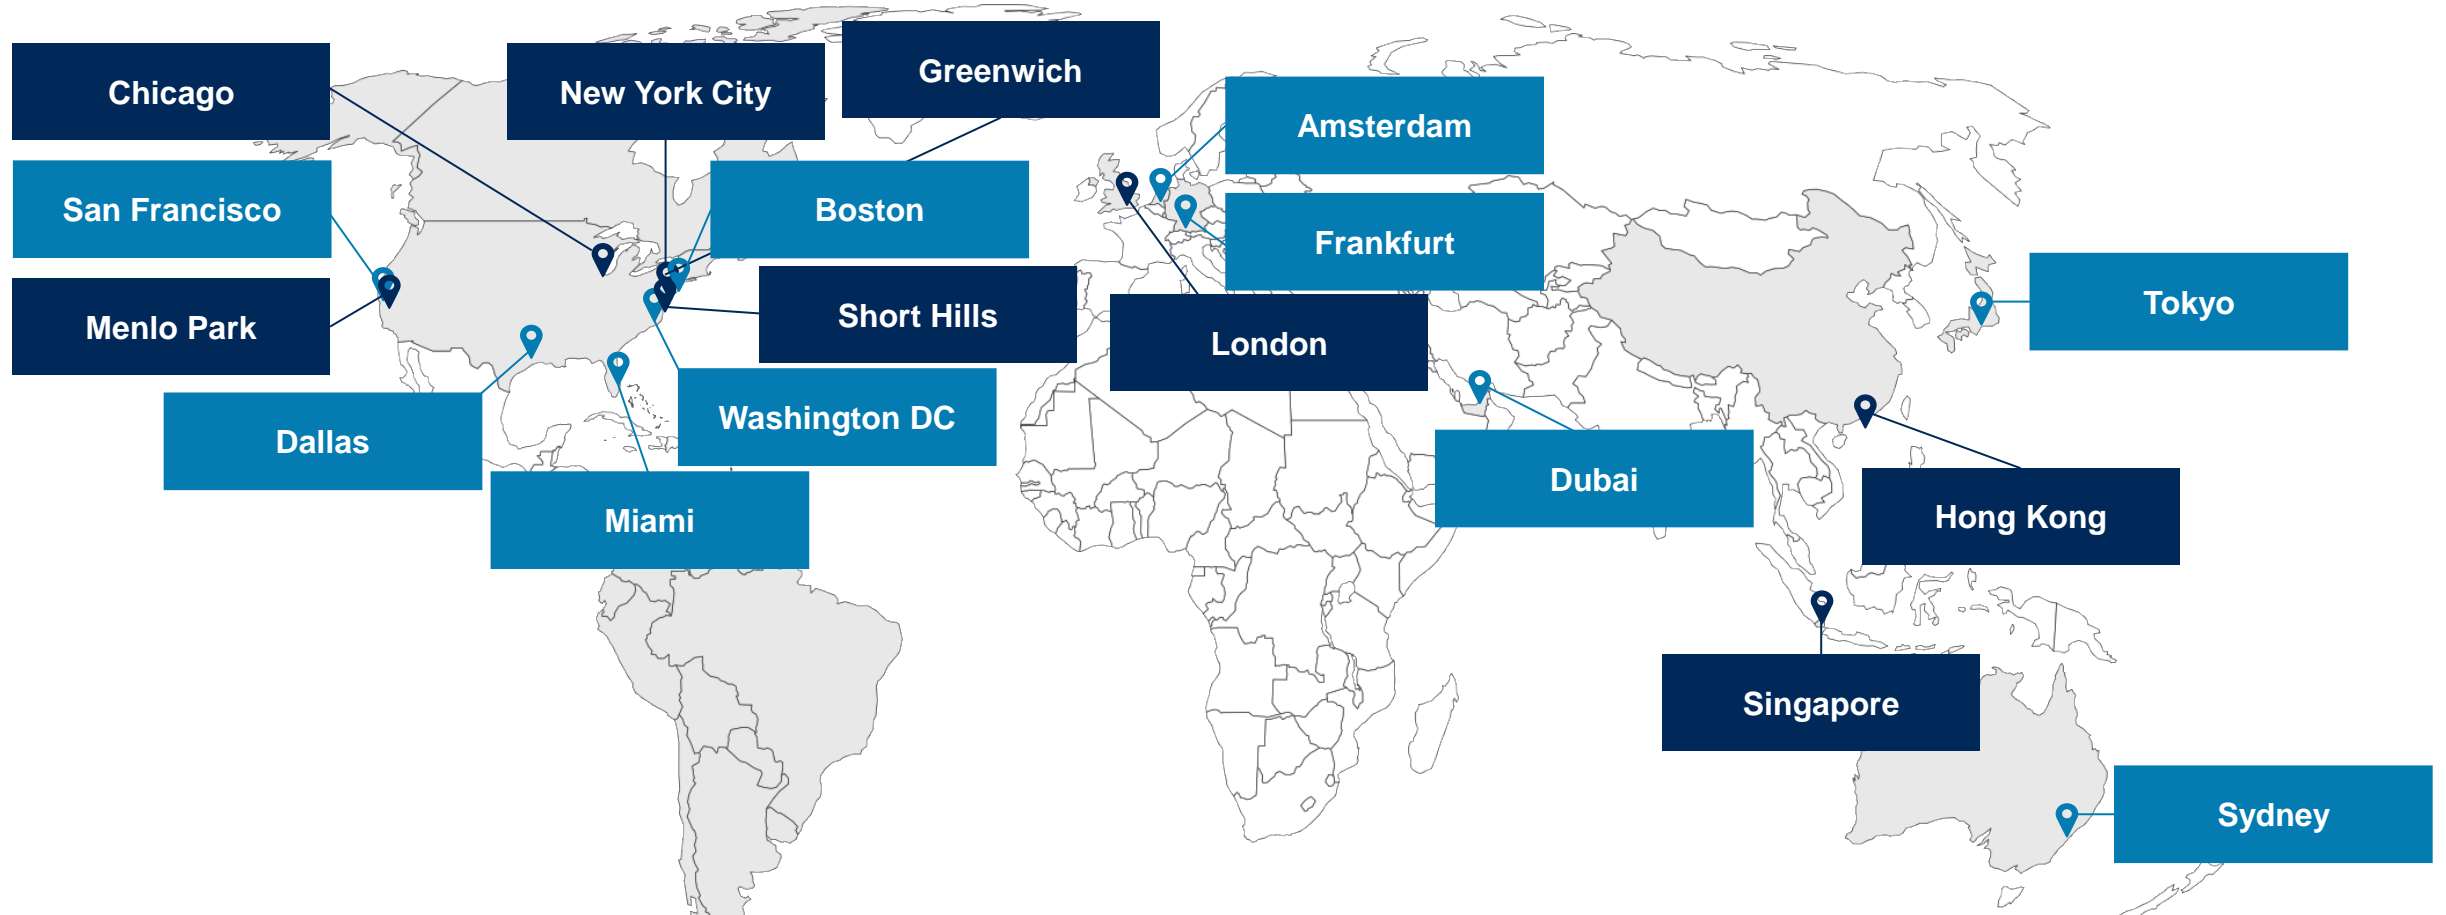 Greenwich
Chicago
New York City
Amsterdam
San Francisco
Boston
Frankfurt
Tokyo
Menlo Park
Short Hills
London
Washington DC
Dallas
Dubai
Miami
Hong Kong
Singapore
Sydney